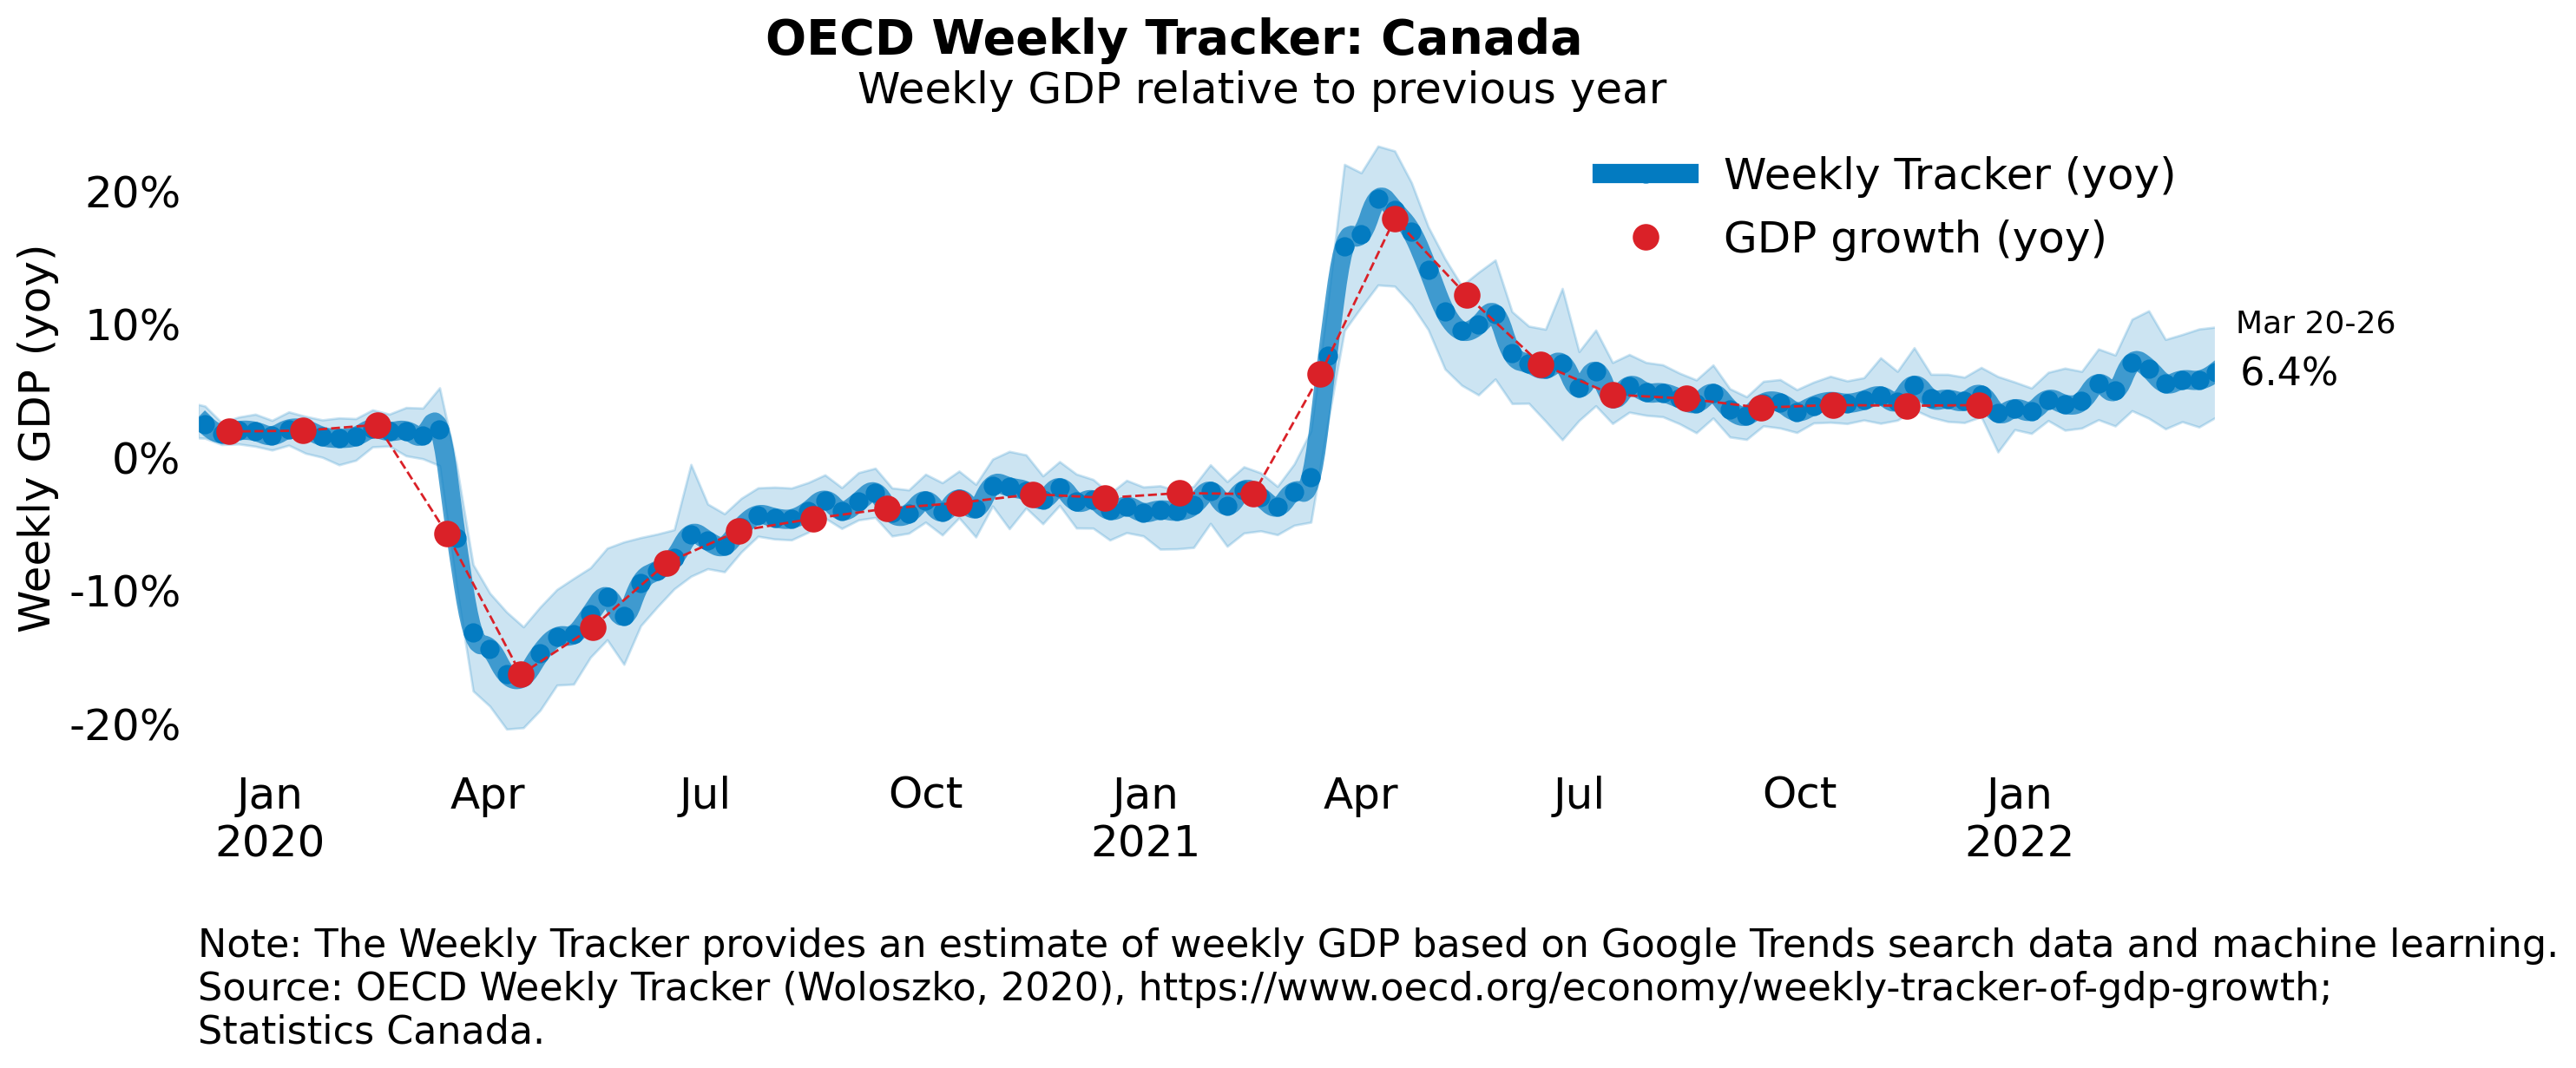 OECD Weekly Tracker: Canada
Weekly GDP relative to previous year
Weekly Tracker (yoy)
GDP growth (yoy)
Weekly GDP (yoy)
20%
10%
0%
-10%
-20%
Mar 20-26
6.4%
Jan Apr Jul Oct Jan Apr Jul Oct Jan
2020 2021 2022
Note: The Weekly Tracker provides an estimate of weekly GDP based on Google Trends search data and machine learning.
Source: OECD Weekly Tracker (Woloszko, 2020), https://www.oecd.org/economy/weekly-tracker-of-gdp-growth;
Statistics Canada.